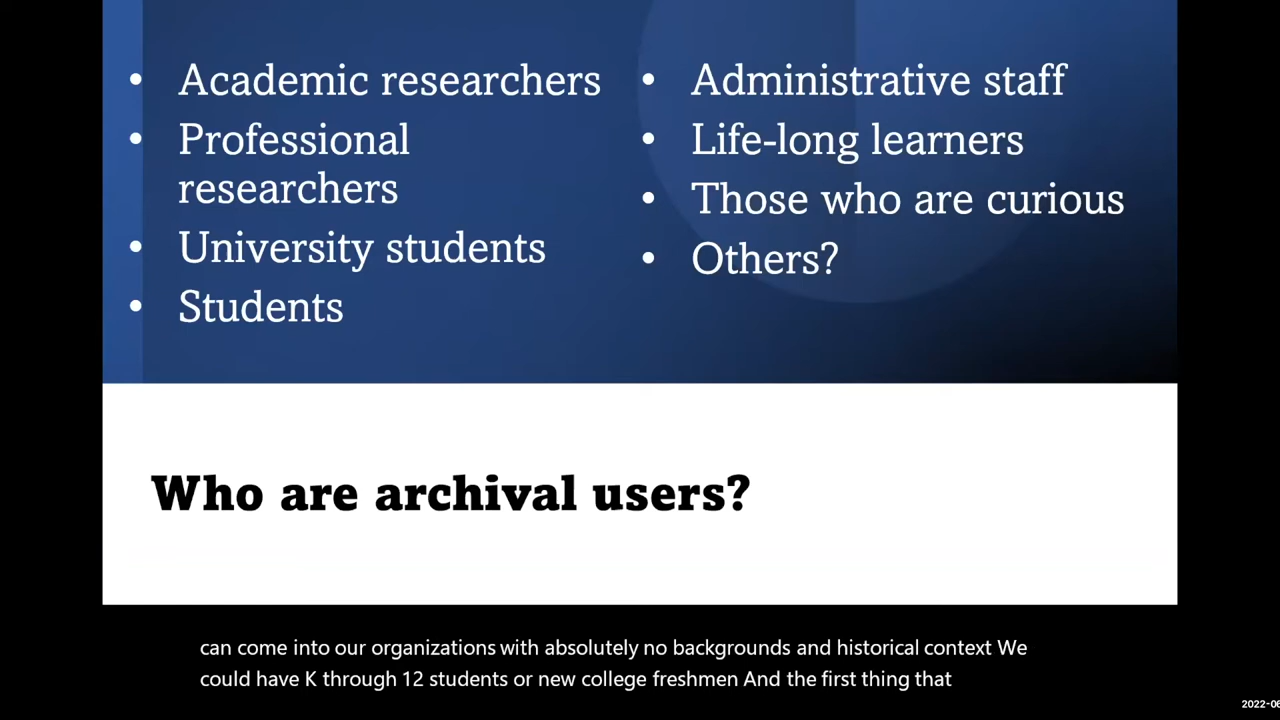 • Academic researchers
• Professional
researchers
• University students
• Students
• Administrative staff
• Life-long learners
• Those who are curious
• Others?
Who are archival users?
can come into our organizations with absolutely no backgrounds and historical context We
could have K through 12 students or new college freshmen And the first thing that
2022-0